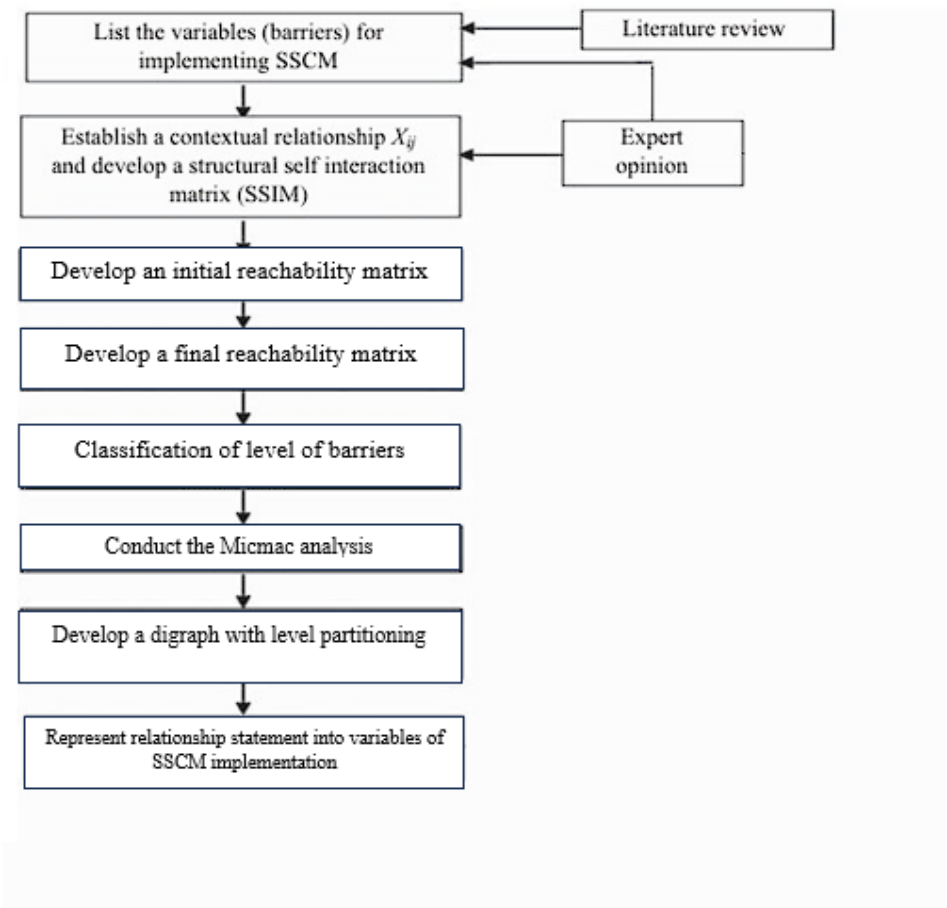 List the variables (barriers) for
implementing SSCM
Literature review
Establish a contextual relationship Xij
and develop a structural self interaction
matrix (SSIM)
Expert
opinion
Develop an initial reachability matrix
Develop a final reachability matrix
Classification of level of barriers
Conduct the Micmac analysis
Develop a digraph with level partitioning
Represent relationship statement into variables of
SSCM implementation